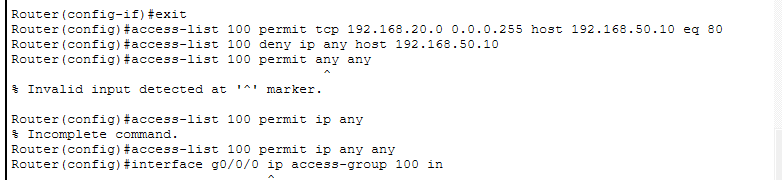 Router(config-if)#exit
Router(config)#access-list 100 permit tcp 192.168.20.0 0.0.0.255 host 192.168.50.10 eq 80
Router(config)#access-list 100 deny ip any host 192.168.50.10
Router(config)#access-list 100 permit any any
^
% Invalid input detected at '^' marker.
Router(config)#access-list 100 permit ip any
% Incomplete command.
Router(config)#access-list 100 permit ip any any
Router(config)#interface g0/0/0 ip access-group 100 in
^